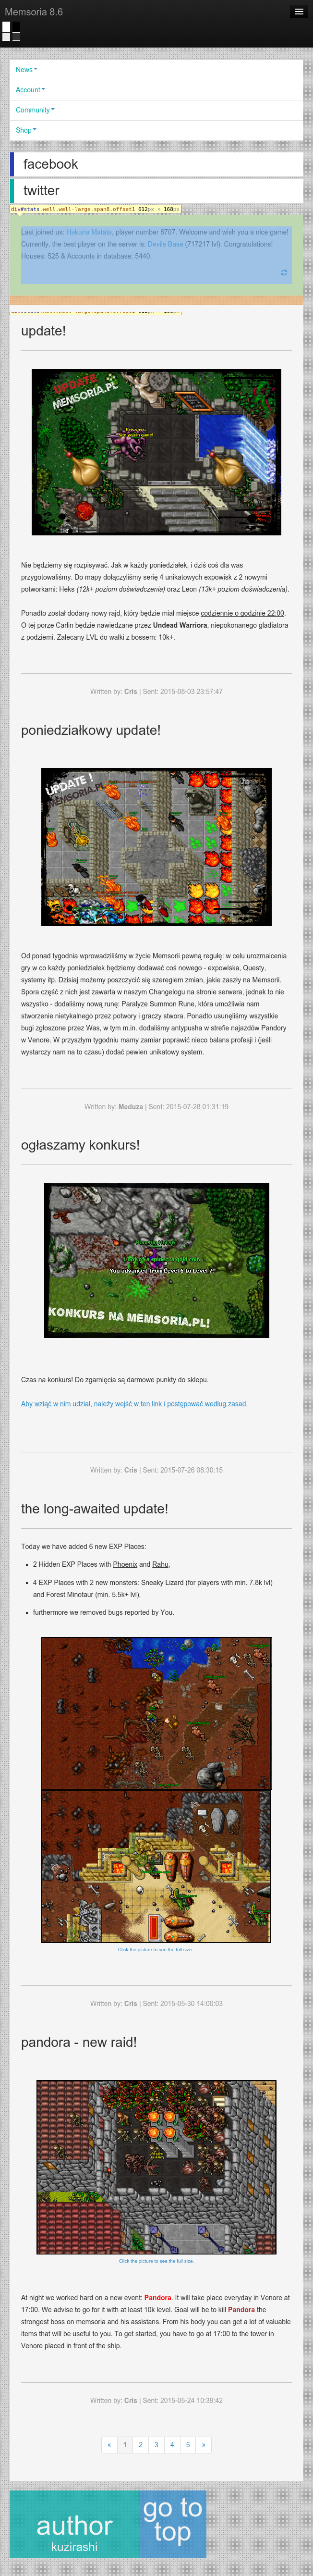 Memsoria 8.6
News
Account
Community
Shop
facebook
twitter
div#stats.well.well-large.span8.offset1 612px × 168px
Last joined us: Hakuna Matata, player number 8707. Welcome and wish you a nice game!
Currently, the best player on the server is: Devils Base (717217 lvl). Congratulations!
Houses: 525 & Accounts in database: 5440.
update!
UPDATE
MEMSORIA.PL
Nie będziemy się rozpisywać. Jak w każdy poniedziałek, i dziś coś dla was
przygotowaliśmy. Do mapy dołączyliśmy serię 4 unikatowych expowisk z 2 nowymi
potworkami: Heks (12k+ poziom doświadczenia) oraz Leon (13k+ poziom doświadczenia).
Ponadto został dodany nowy rajd, który będzie miał miejsce codziennie o godzinie 22:00.
O tej porze Carlin będzie nawiedzane przez Undead Warriora, niepokonanego gladiatora
z podziemi. Zalecany LVL do walki z bossem: 10k+.
Written by: Cris | Sent: 2015-08-03 23:57:47
poniedziałkowy update!
UPDATE !
MEMSORIA.PL
Od ponad tygodnia wprowadziliśmy w życie Memsorii pewną regułę: w celu urozmaicenia
gry w co każdy poniedziałek będziemy dodawać coś nowego - expowiska, Questy,
systemy itp. Dzisiaj możemy poszczycić się szeregiem zmian, jakie zaszły na Memsorii.
Spora część z nich jest zawarta w naszym Changelogu na stronie serwera, jednak to nie
wszystko - dodaliśmy nową runę: Paralyze Summon Rune, która umożliwia nam
stworzenie nietykalnego przez potwory i graczy stwora. Ponadto usunęliśmy wszystkie
bugi zgłoszone przez Was, w tym m.in. dodaliśmy antypusha w strefie najazdów Pandory
w Venore. W przyszłym tygodniu mamy zamiar poprawić nieco balans profesji i (jeśli
wystarczy nam na to czasu) dodać pewien unikatowy system.
Written by: Meduza | Sent: 2015-07-28 01:31:19
ogłaszamy konkurs!
You advanced from Level 6 to Level 7.
KONKURS NA MEMSORIA.PL!
Czas na konkurs! Do zgarnięcia są darmowe punkty do sklepu.
Aby wziąć w nim udział, należy wejść w ten link i postępować według zasad.
Written by: Cris | Sent: 2015-07-26 08:30:15
the long-awaited update!
Today we have added 6 new EXP Places:
2 Hidden EXP Places with Phoenix and Rahu,
4 EXP Places with 2 new monsters: Sneaky Lizard (for players with min. 7.8k lvl)
and Forest Minotaur (min. 5.5k+ lvl),
furthermore we removed bugs reported by You.
Click the picture to see the full size.
Written by: Cris | Sent: 2015-05-30 14:00:03
pandora - new raid!
Click the picture to see the full size.
At night we worked hard on a new event: Pandora. It will take everyday in Venore at
17:00. We advise to go for it with at least 10k level. Goal will be to kill Pandora the
strongest boss on memsoria and his assistans. From his body you can get a lot of valuable
items that will be useful to you. To get started, you have to go at 17:00 to the tower in
Venore placed in front of the ship.
Written by: Cris | Sent: 2015-05-24 10:39:42
« 1 2 3 4 5 »
author
kuzirashi
go to
top